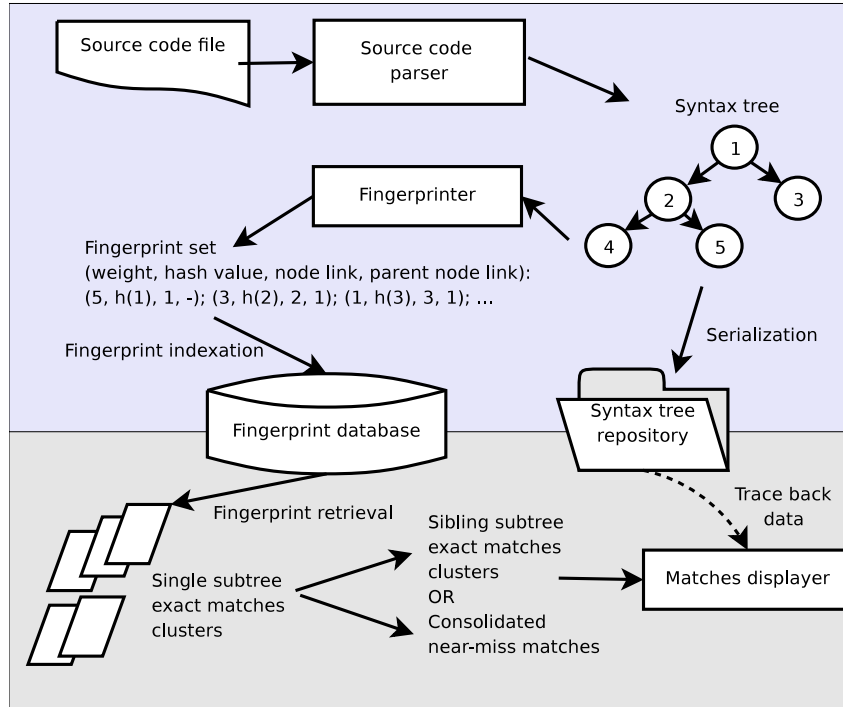 Source code file
Source code
parser
Syntax tree
1
2
3
4
5
Fingerprinter
Fingerprint set
(weight, hash value, node link, parent node link):
(5, h(1), 1, -); (3, h(2), 2, 1); (1, h(3), 3, 1); ...
Serialization
Fingerprint indexation
Fingerprint database
Syntax tree
repository
Fingerprint retrieval
Trace back
data
Single subtree
exact matches
clusters
Sibling subtree
exact matches
clusters
OR
Consolidated
near-miss matches
Matches displayer